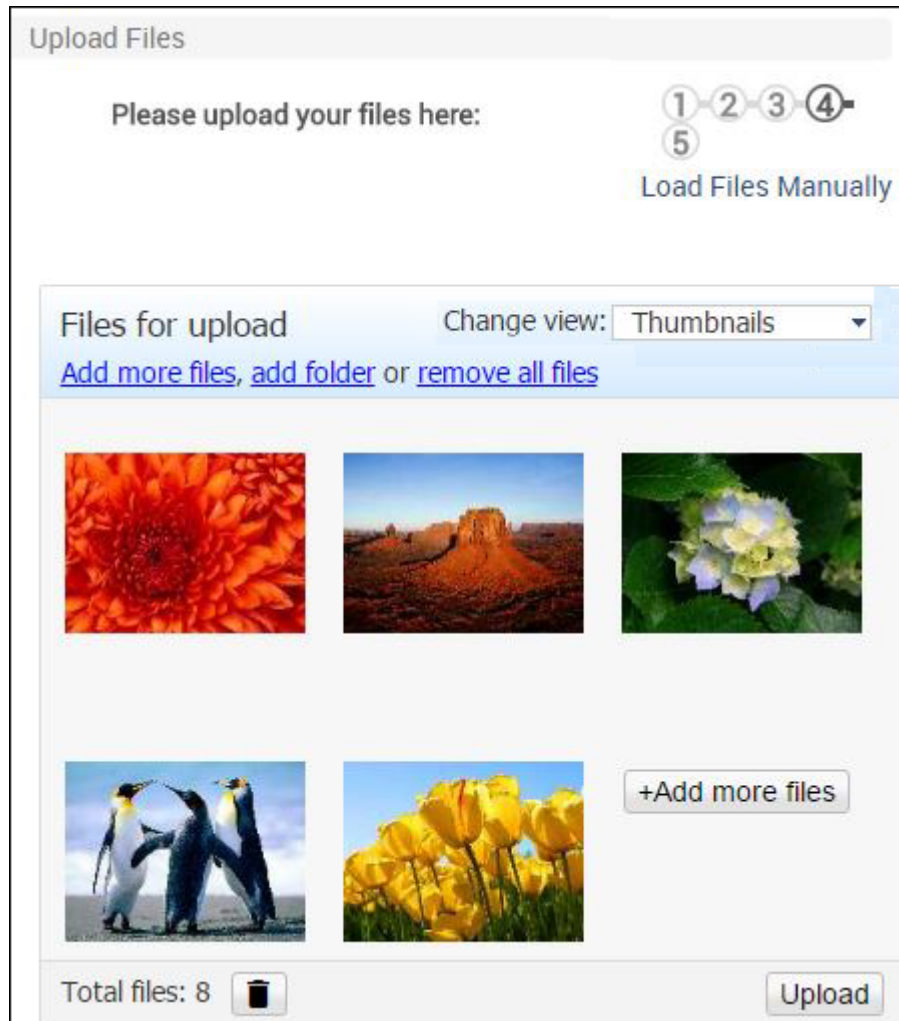 Upload Files
Please upload your files here:
1 2 3 4
5
Load Files Manually
Files for upload
Change view: Thumbnails
Add more files, add folder or remove all files
+Add more files
Total files: 8
Upload